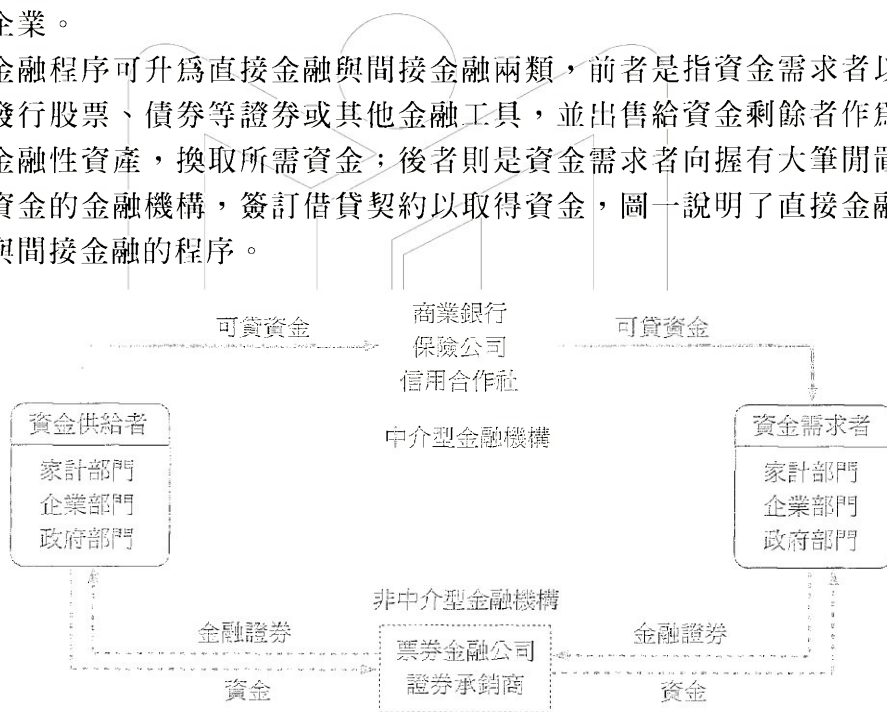 企業。
金融程序可升爲直接金融與間接金融兩類，前者是指資金需求者以
發行股票、債券等證券或其他金融工具，並出售給資金剩餘者作爲
金融性資產，換取所需資金；後者則是資金需求者向握有大筆閒置
資金的金融機構，簽訂借貸契約以取得資金，圖一說明了直接金融
與間接金融的程序。
可貸資金
商業銀行
保險公司
信用合作社
可貸資金
中介型金融機構
資金供給者
家計部門
企業部門
政府部門
資金需求者
家計部門
企業部門
政府部門
非中介型金融機構
金融證券
票券金融公司
證券承銷商
金融證券
資金
資金